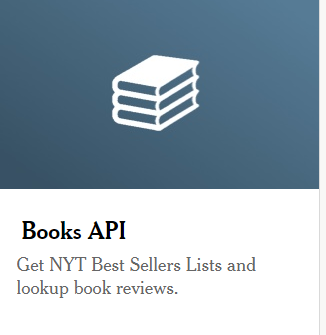 Books API
Get NYT Best Sellers Lists and
lookup book reviews.